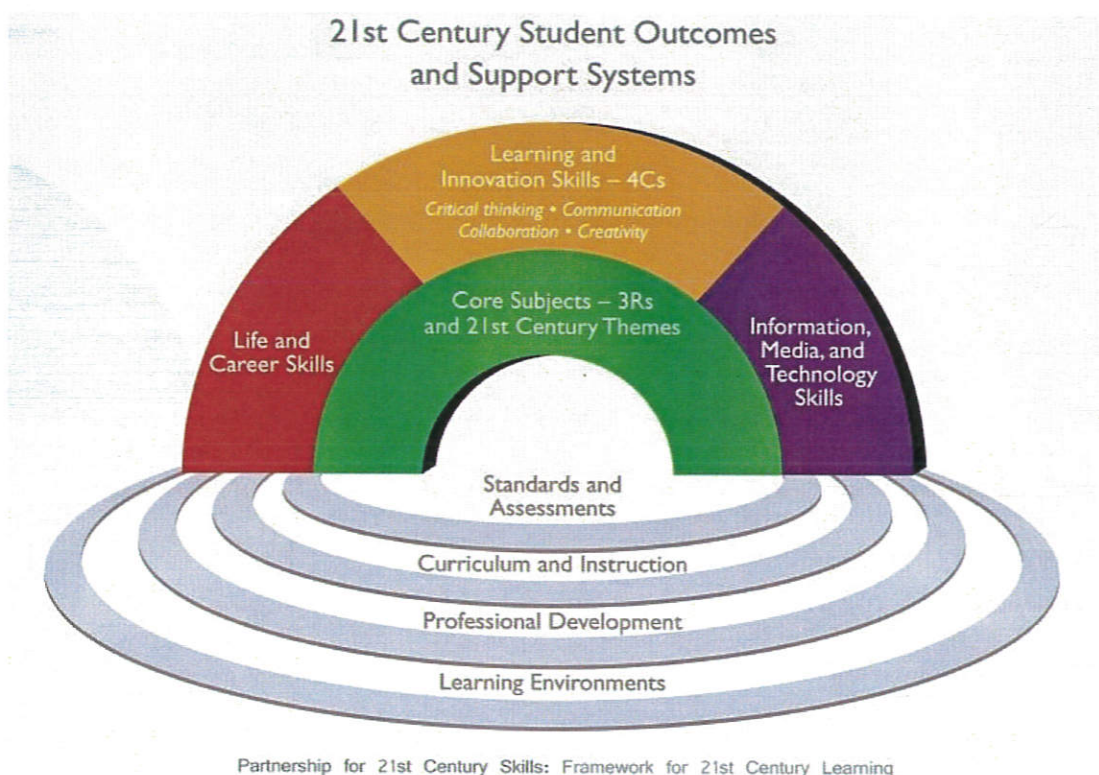 21st Century Student Outcomes
and Support Systems
Learning and
Innovation Skills – 4Cs
Critical thinking • Communication
Collaboration • Creativity
Core Subjects – 3Rs
and 21st Century Themes
Life and
Career Skills
Information,
Media, and
Technology
Skills
Standards and
Assessments
Curriculum and Instruction
Professional Development
Learning Environments
Partnership for 21st Century Skills: Framework for 21st Century Learning